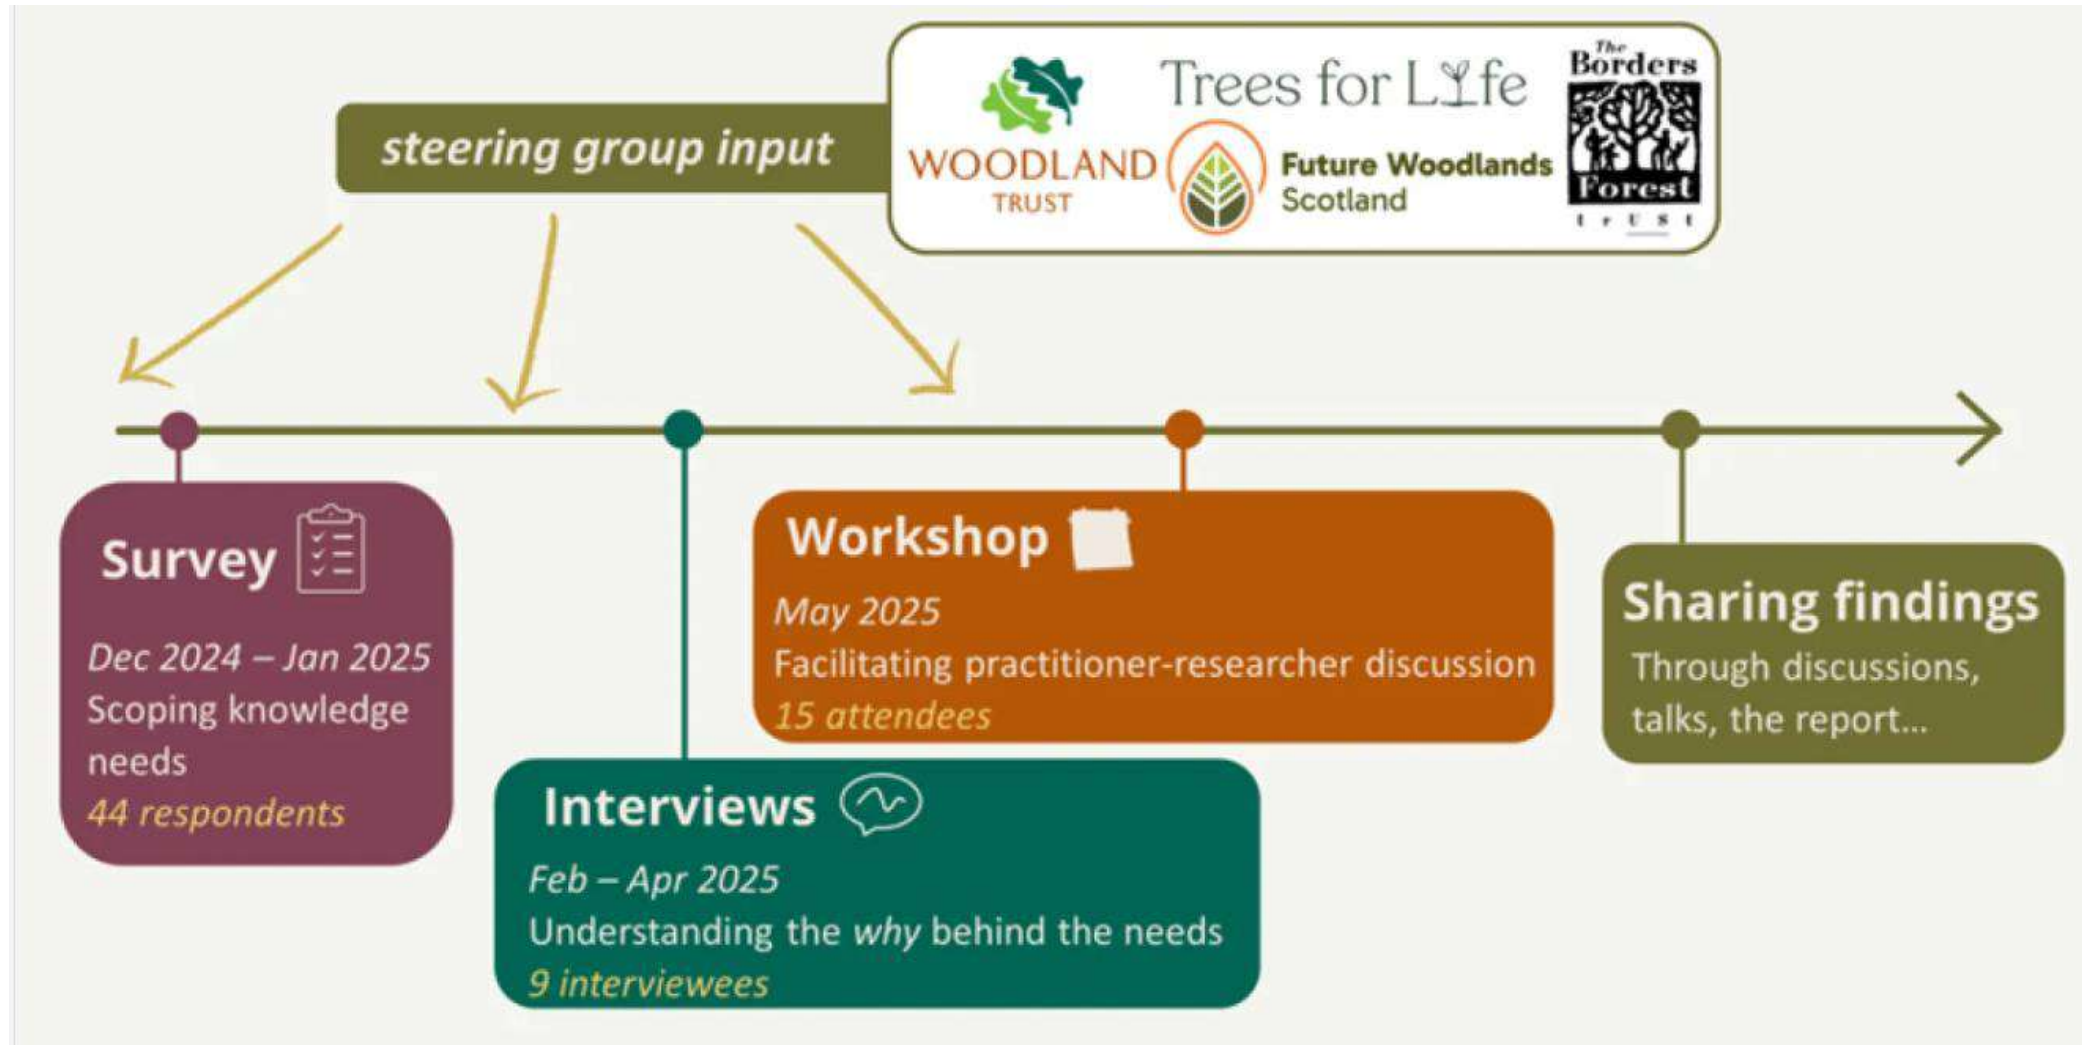 steering group input
WOODLAND
TRUST
Trees for Life
Future Woodlands
Scotland
The
Borders
Forest
trUSt
Survey
Dec 2024 – Jan 2025
Scoping knowledge
needs
44 respondents
Interviews
Feb – Apr 2025
Understanding the why behind the needs
9 interviewees
Workshop
May 2025
Facilitating practitioner-researcher discussion
15 attendees
Sharing findings
Through discussions,
talks, the report...